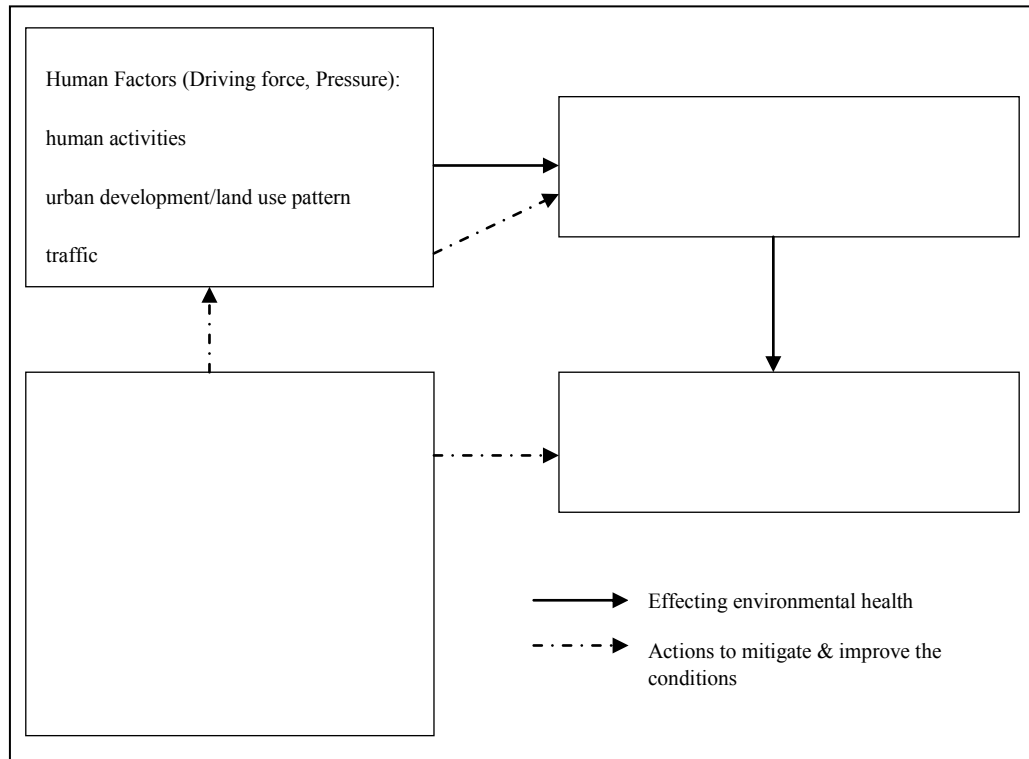 Human Factors (Driving force, Pressure):
human activities
urban development/land use pattern
traffic
Effecting environmental health
Actions to mitigate & improve the
conditions